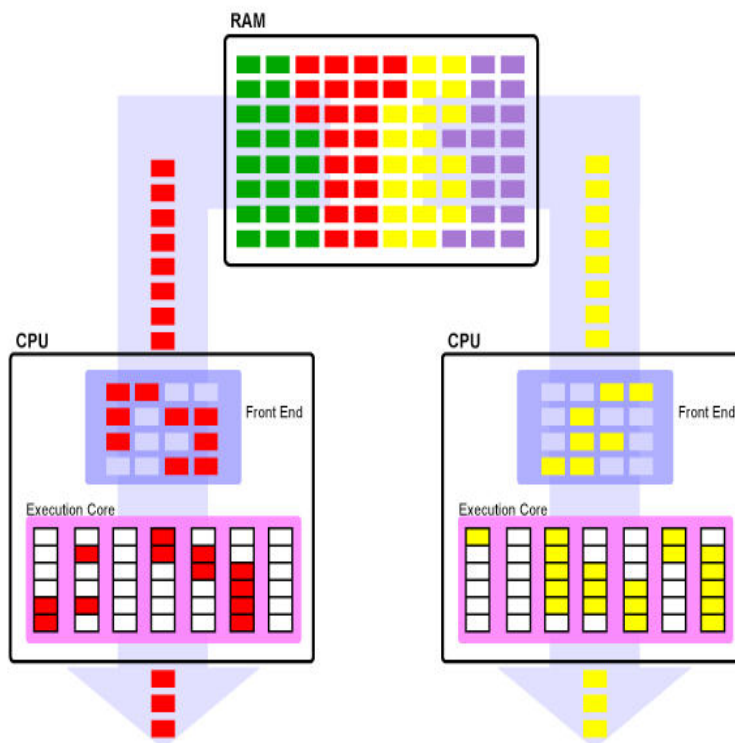 RAM
CPU
CPU
Front End
Front End
Execution Core
Execution Core